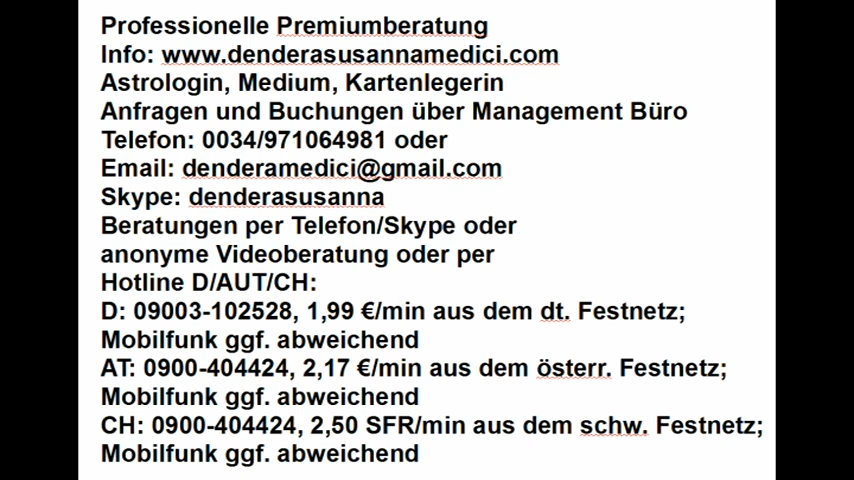 Professionelle Premiumberatung
Info: www.denderasusannamedici.com
Astrologin, Medium, Kartenlegerin
Anfragen und Buchungen über Management Büro
Telefon: 0034/971064981 oder
Email: denderamedici@gmail.com
Skype: denderasusanna
Beratungen per Telefon/Skype oder
anonyme Videoberatung oder per
Hotline D/AUT/CH:
D: 09003-102528, 1,99 €/min aus dem dt. Festnetz;
Mobilfunk ggf. abweichend
AT: 0900-404424, 2,17 €/min aus dem österr. Festnetz;
Mobilfunk ggf. abweichend
CH: 0900-404424, 2,50 SFR/min aus dem schw. Festnetz;
Mobilfunk ggf. abweichend